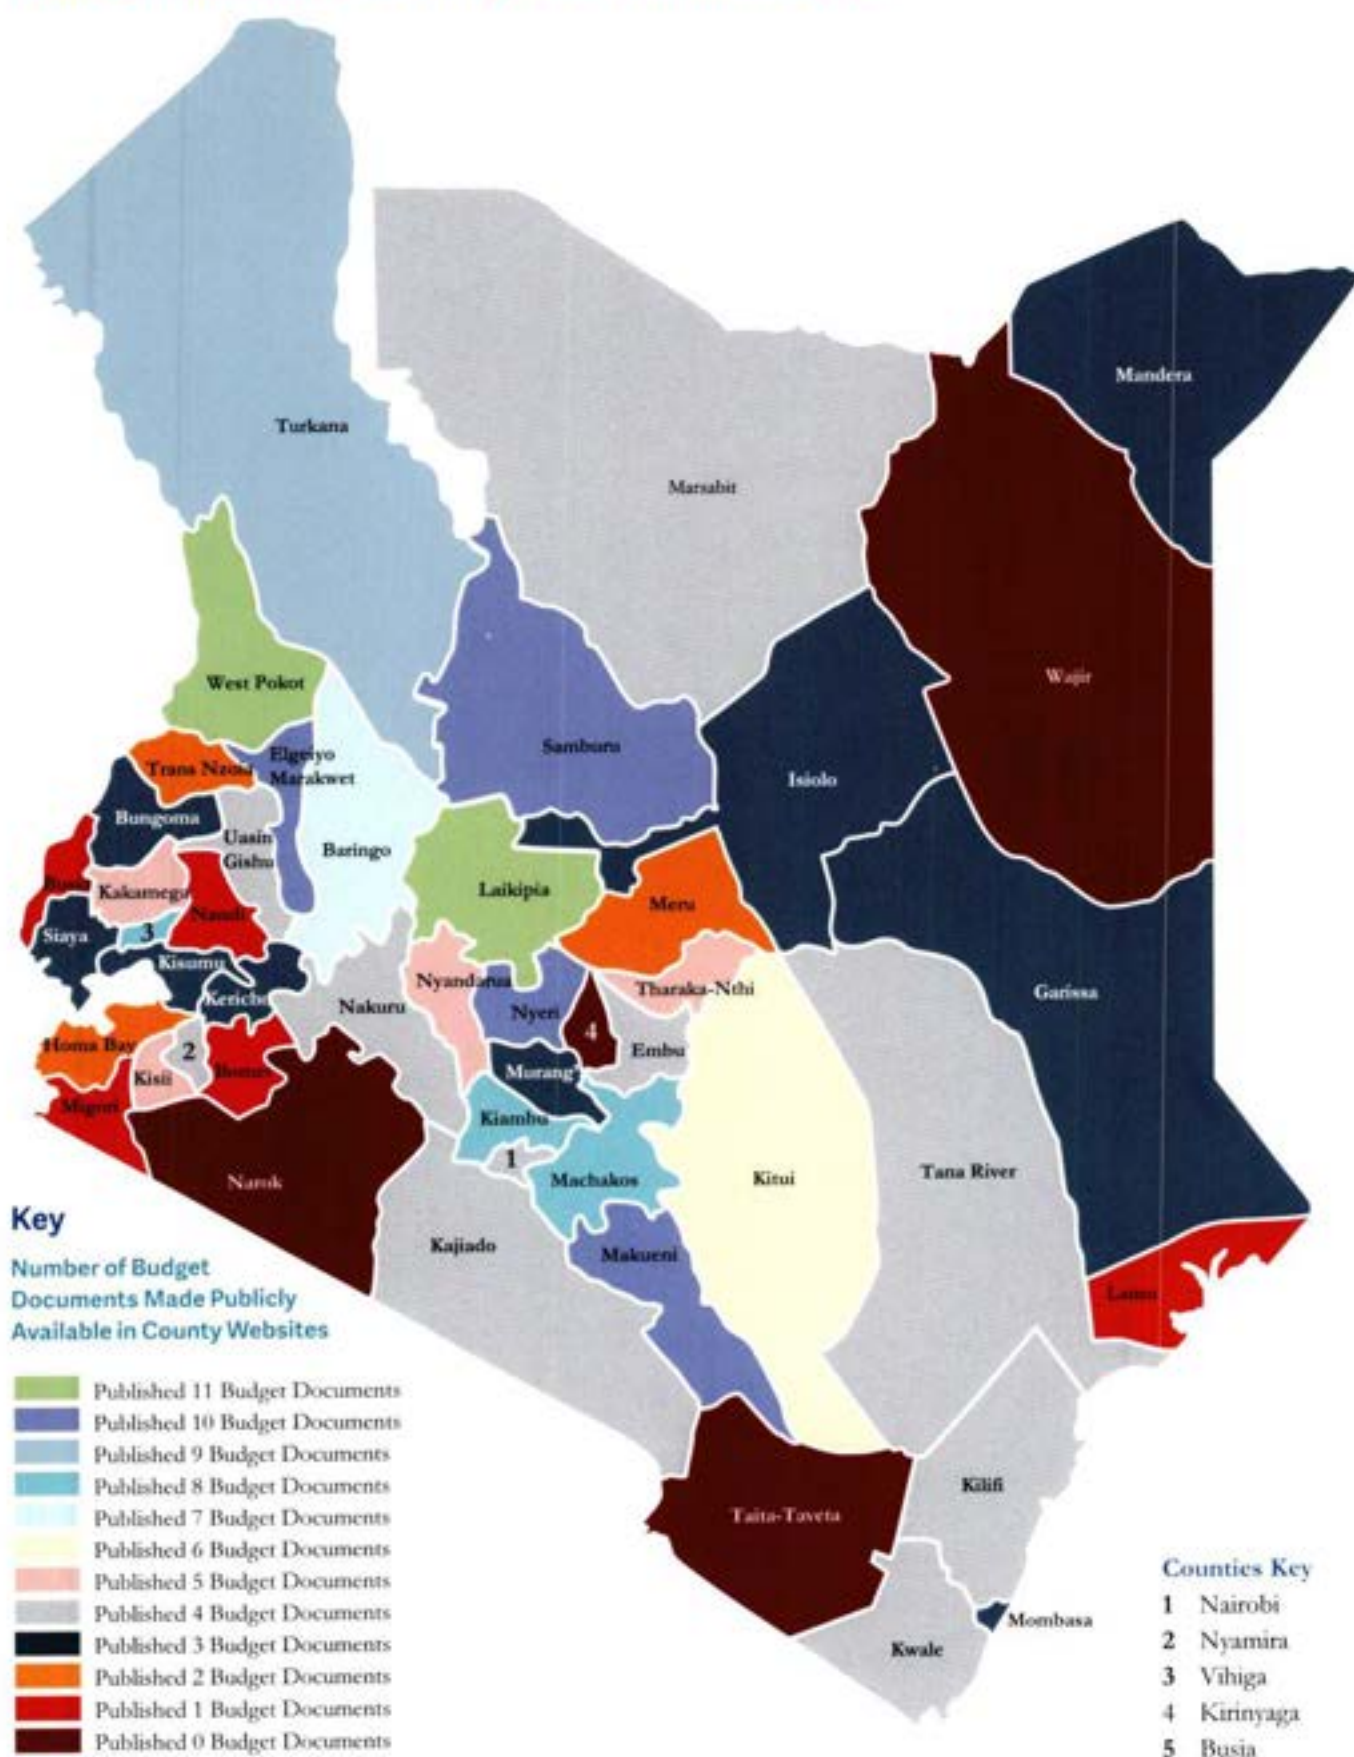 Turkana
Marsabit
Mandera
Wajir
West Pokot
Samburu
Isiolo
Trans Nzoia
Elgeiyo
Marakwet
Bungoma
Uasin
Gishu
Baringo
Laikipia
Meru
Busia
Kakamega
Nandi
Siaya
3
Kisumu
Kericho
Nakuru
Nyandarua
Nyeri
4
Tharaka-Nthi
Embu
Garissa
Homa Bay
2
Kisii
Bomet
Migori
Murang'
Kiambu
1
Machakos
Kitui
Tana River
Narok
Kajiado
Makueni
Lamu
Taita-Taveta
Kilifi
Mombasa
Kwale
Key
Number of Budget
Documents Made Publicly
Available in County Websites
Published 11 Budget Documents
Published 10 Budget Documents
Published 9 Budget Documents
Published 8 Budget Documents
Published 7 Budget Documents
Published 6 Budget Documents
Published 5 Budget Documents
Published 4 Budget Documents
Published 3 Budget Documents
Published 2 Budget Documents
Published 1 Budget Documents
Published 0 Budget Documents
Counties Key
1 Nairobi
2 Nyamira
3 Vihiga
4 Kirinyaga
5 Busia